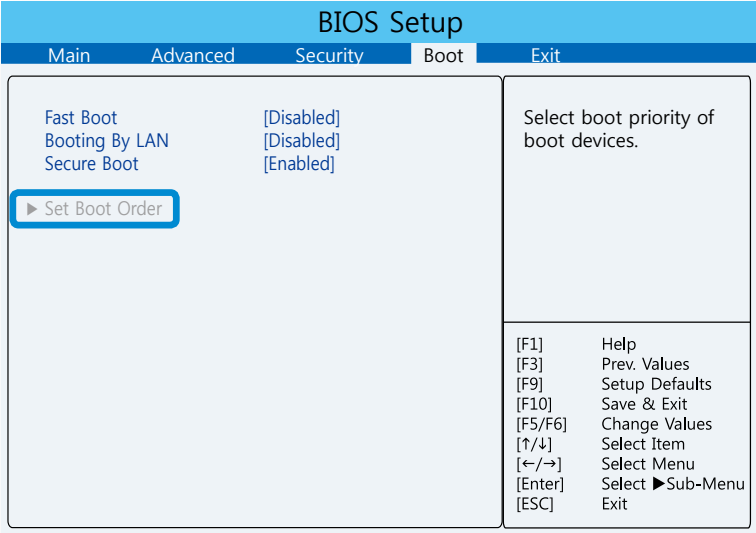 BIOS Setup
Main Advanced Security Boot Exit
Fast Boot [Disabled]
Booting By LAN [Disabled]
Secure Boot [Enabled]
▶ Set Boot Order
Select boot priority of
boot devices.
[F1] Help
[F3] Prev. Values
[F9] Setup Defaults
[F10] Save & Exit
[F5/F6] Change Values
[↑/↓] Select Item
[←/→] Select Menu
[Enter] Select ▶Sub-Menu
[ESC] Exit